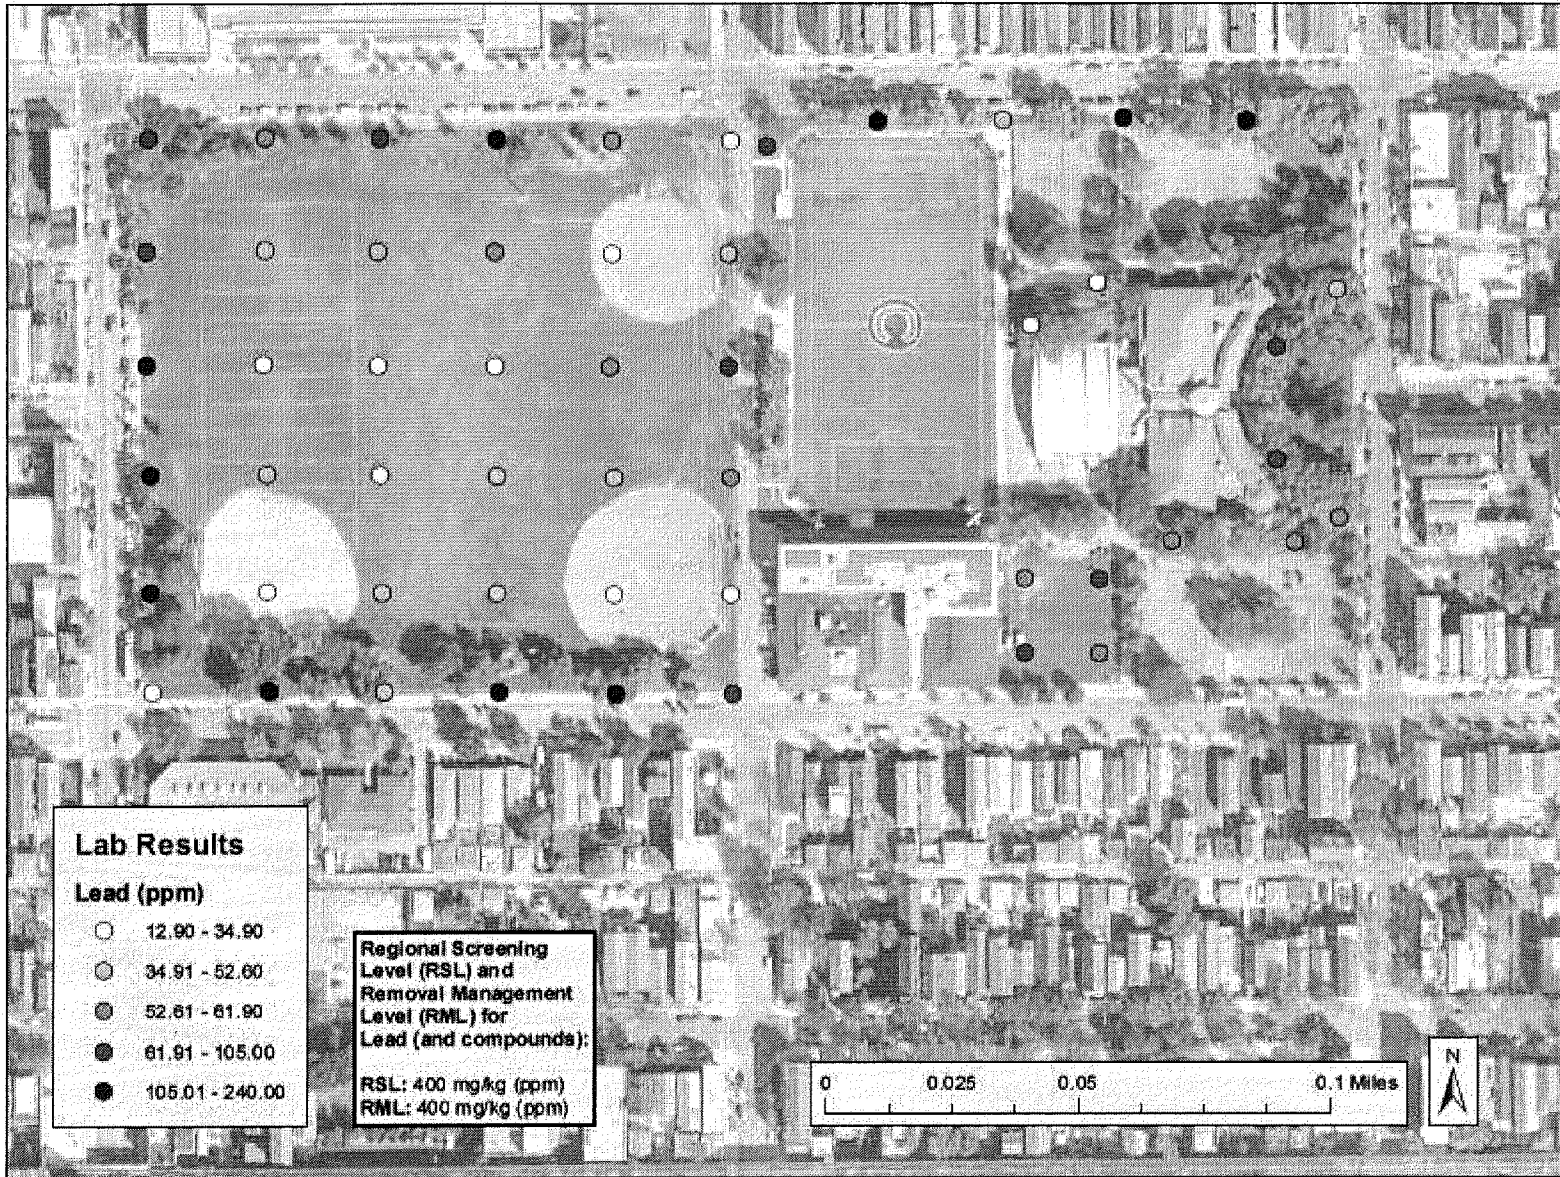 Lab Results
Lead (ppm)
12.90 - 34.90
34.91 - 52.60
52.61 - 61.90
61.91 - 105.00
105.01 - 240.00
Regional Screening
Level (RSL) and
Removal Management
Level (RML) for
Lead (and compounds):
RSL: 400 mg/kg (ppm)
RML: 400 mg/kg (ppm)
0 0.025 0.05 0.1 Miles
N